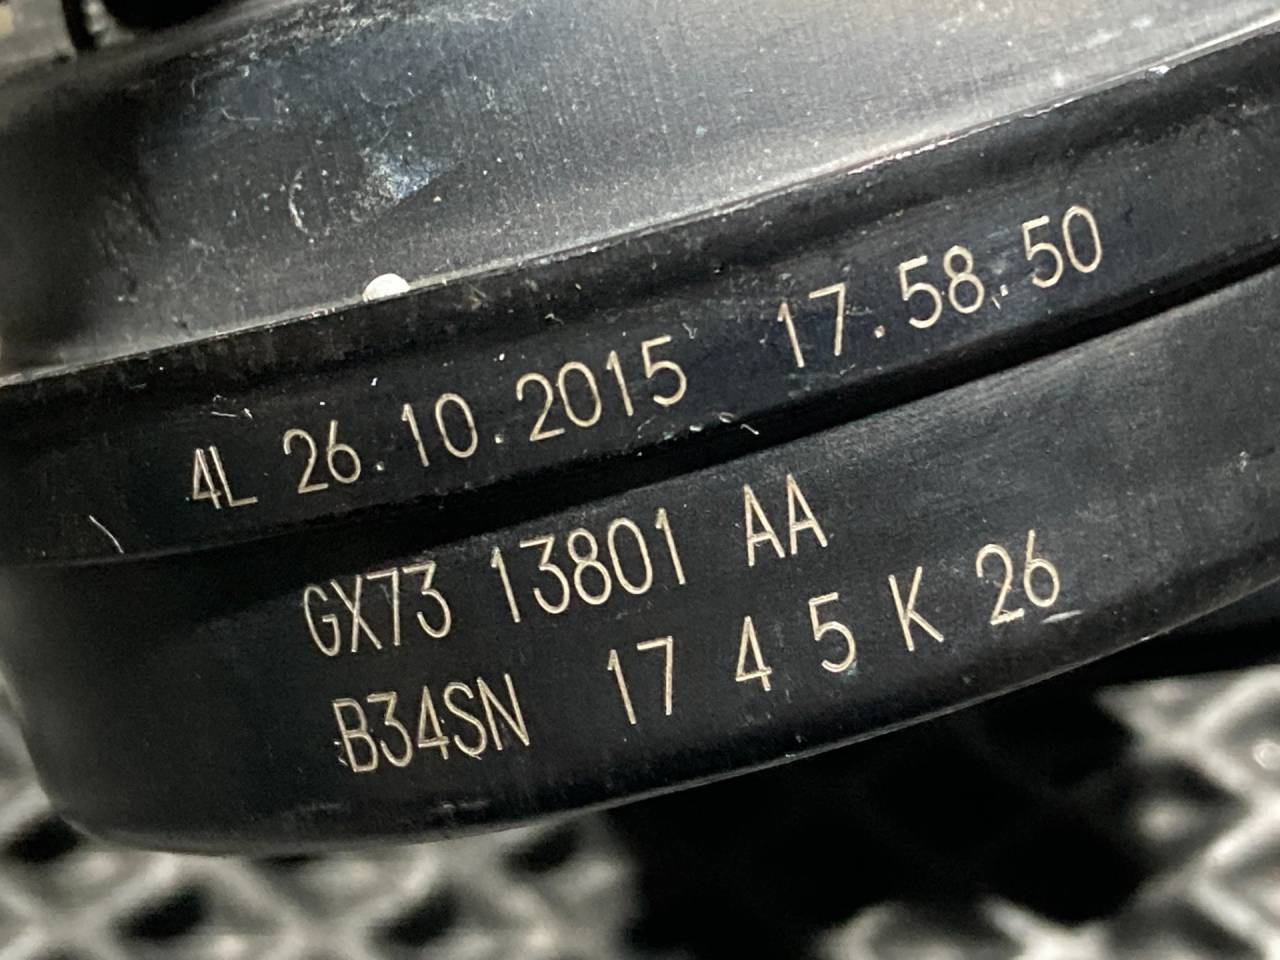 4L 26.10.2015 17.58.50
GX73 13801 AA
B34SN 17 4 5 K 26